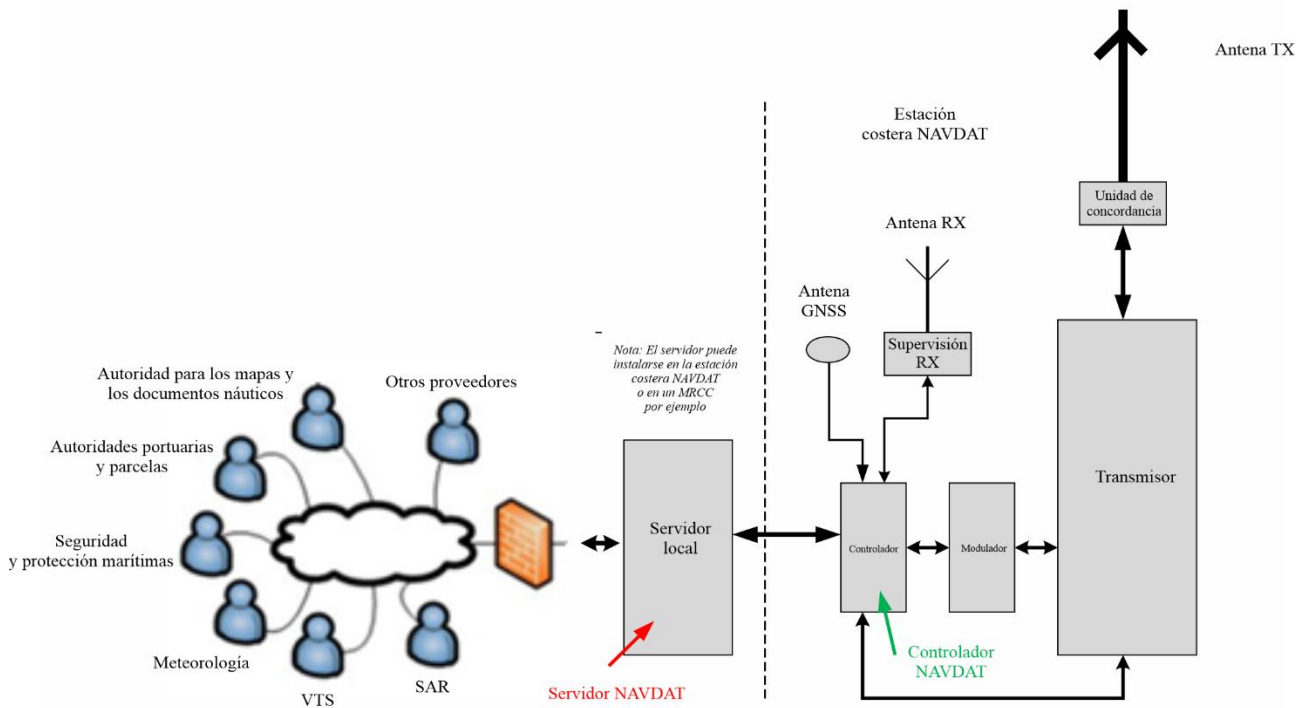 Antena TX
Estación
costera NAVDAT
Unidad de
concordancia
Antena RX
Antena
GNSS
Supervisión
RX
Nota: El servidor puede
instalarse en la estación
costera NAVDAT
o en un MRCC
por ejemplo
Autoridad para los mapas y
los documentos náuticos
Otros proveedores
Autoridades portuarias
y parcelas
Seguridad
y protección marítimas
Meteorología
VTS
SAR
Servidor
local
Servidor NAVDAT
Controlador
Modulador
Transmisor
Controlador
NAVDAT